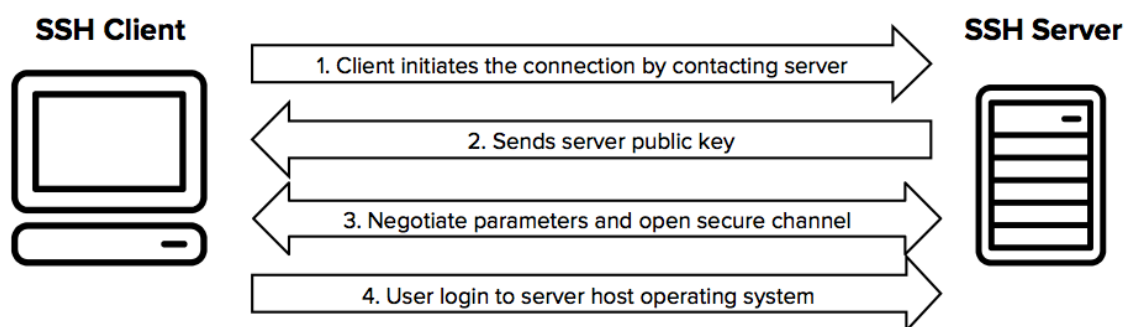 SSH Client
SSH Server
1. Client initiates the connection by contacting server
2. Sends server public key
3. Negotiate parameters and open secure channel
4. User login to server host operating system